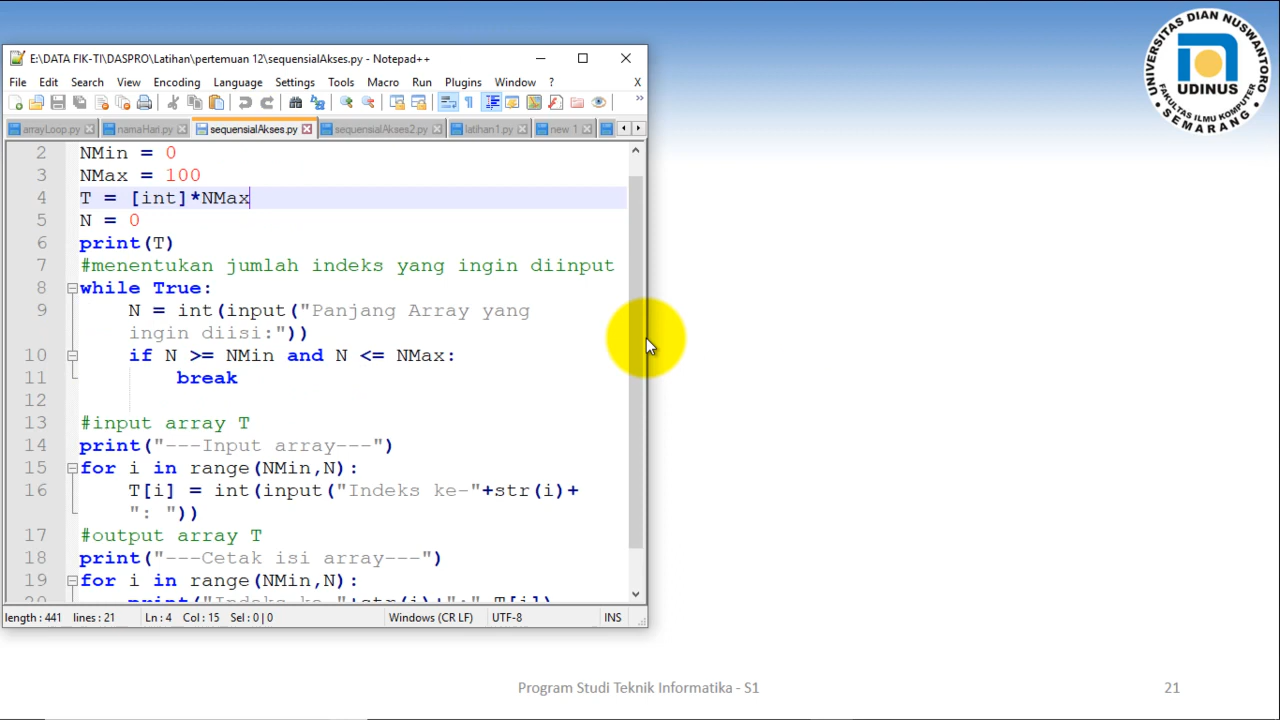 UNIVERSITAS DIAN NUSWANTORO
UDINUS
FAKULTAS ILMU KOMPUTER
SEMARANG
E:\DATA FIK-TI\DASPRO\Latihan\pertemuan 12\sequensialAkses.py - Notepad++
File Edit Search View Encoding Language Settings Tools Macro Run Plugins Window X
arrayLoop.py namaHari.py sequensialAkses.py sequensialAkses2.py latihan1.py new 1
2 NMin = 0
3 NMax = 100
4 T = [int]*NMax
5 N = 0
6 print(T)
7 #menentukan jumlah indeks yang ingin diinput
8 while True:
9 N = int(input("Panjang Array yang
ingin diisi:"))
10 if N >= NMin and N <= NMax:
11 break
12
13 #input array T
14 print("---Input array---")
15 for i in range(NMin,N):
16 T[i] = int(input("Indeks ke-"+str(i)+
": "))
17 #output array T
18 print("---Cetak isi array---")
19 for i in range(NMin,N):
20 print("Indeks ke-"+str(i)+":",T[i])
length : 441 lines : 21 Ln : 4 Col : 15 Sel : 0 | 0 Windows (CR LF) UTF-8 INS
Program Studi Teknik Informatika - S1
21